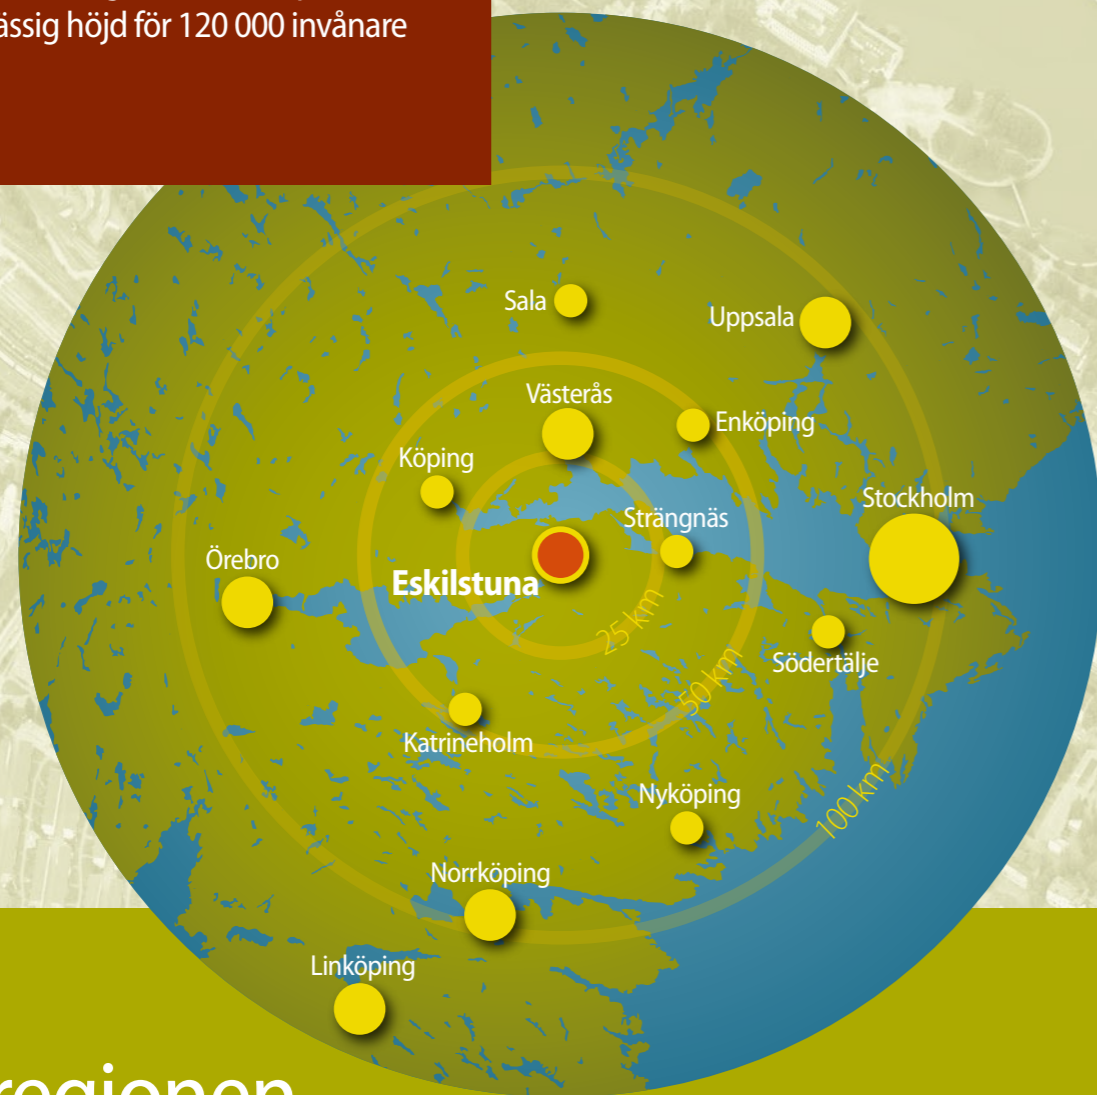 ässig höjd för 120 000 invånare
Sala
Uppsala
Västerås
Enköping
Köping
Stockholm
Strängnäs
Örebro
Eskilstuna
25 km
Södertälje
50 km
Katrineholm
Nyköping
100 km
Norrköping
Linköping
regionen